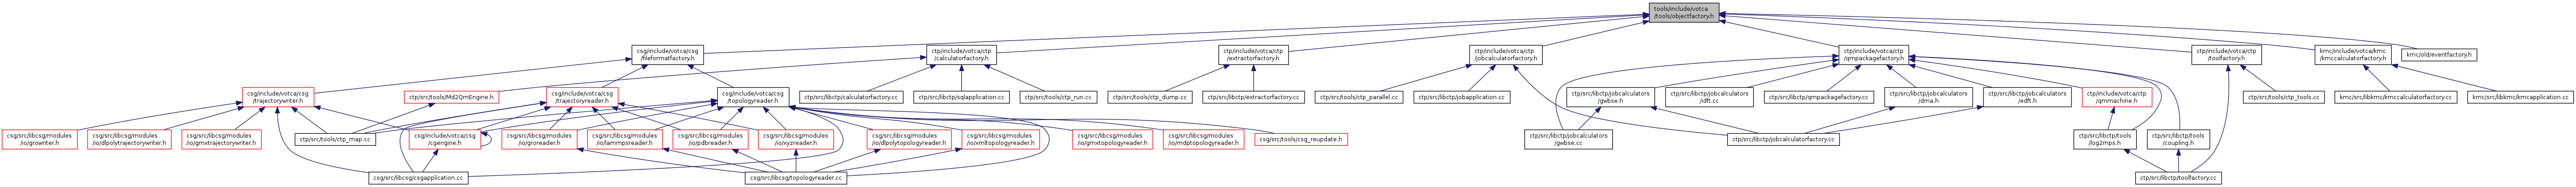 tools/include/votca
/tools/objectfactory.h
csg/include/votca/csg
/fileformatfactory.h
ctp/include/votca/ctp
/calculatorfactory.h
ctp/include/votca/ctp
/extractorfactory.h
ctp/include/votca/ctp
/jobcalculatorfactory.h
ctp/include/votca/ctp
/qmpackagefactory.h
ctp/include/votca/ctp
/toolfactory.h
kmc/include/votca/kmc
/kmccalculatorfactory.h
kmc/old/eventfactory.h
csg/include/votca/csg
/trajectorywriter.h
ctp/src/tools/Md2QmEngine.h
csg/include/votca/csg
/trajectoryreader.h
csg/include/votca/csg
/topologyreader.h
ctp/src/libctp/calculatorfactory.cc
ctp/src/libctp/sqlapplication.cc
ctp/src/tools/ctp_run.cc
ctp/src/tools/ctp_dump.cc
ctp/src/libctp/extractorfactory.cc
ctp/src/tools/ctp_parallel.cc
ctp/src/libctp/jobapplication.cc
ctp/src/libctp/jobcalculators
/gwbse.h
ctp/src/libctp/jobcalculators
/idft.cc
ctp/src/libctp/qmpackagefactory.cc
ctp/src/libctp/jobcalculators
/dma.h
ctp/src/libctp/jobcalculators
/edft.h
ctp/include/votca/ctp
/qmmachine.h
ctp/src/tools/ctp_tools.cc
kmc/src/libkmc/kmccalculatorfactory.cc
kmc/src/libkmc/kmcapplication.cc
csg/src/libcsg/modules
/io/growriter.h
csg/src/libcsg/modules
/io/dlpolytrajectorywriter.h
csg/src/libcsg/modules
/io/gmxtrajectorywriter.h
ctp/src/tools/ctp_map.cc
csg/include/votca/csg
/cgengine.h
csg/src/libcsg/modules
/io/groreader.h
csg/src/libcsg/modules
/io/lammpsreader.h
csg/src/libcsg/modules
/io/pdbreader.h
csg/src/libcsg/modules
/io/xyzreader.h
csg/src/libcsg/modules
/io/dlpolytopologyreader.h
csg/src/libcsg/modules
/io/xmltopologyreader.h
csg/src/libcsg/modules
/io/gmxtopologyreader.h
csg/src/libcsg/modules
/io/mdptopologyreader.h
csg/src/tools/csg_reupdate.h
ctp/src/libctp/jobcalculators
/gwbse.cc
ctp/src/libctp/jobcalculatorfactory.cc
ctp/src/libctp/tools
/log2mps.h
ctp/src/libctp/tools
/coupling.h
csg/src/libcsg/csgapplication.cc
csg/src/libcsg/topologyreader.cc
ctp/src/libctp/toolfactory.cc